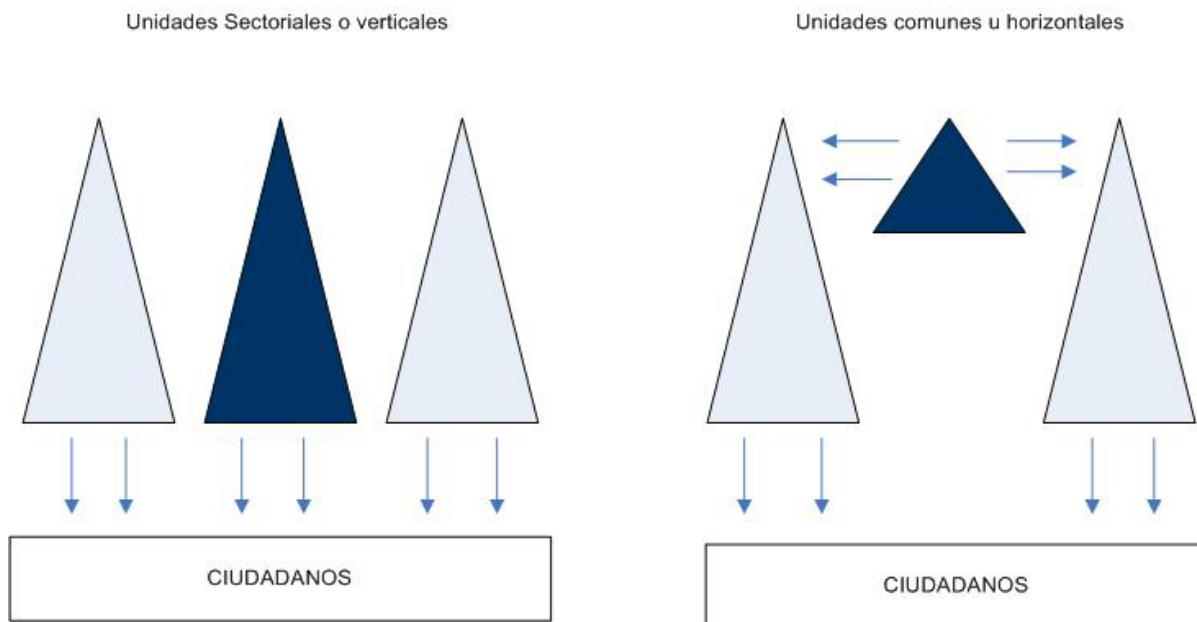 Unidades Sectoriales o verticales
Unidades comunes u horizontales
CIUDADANOS
CIUDADANOS